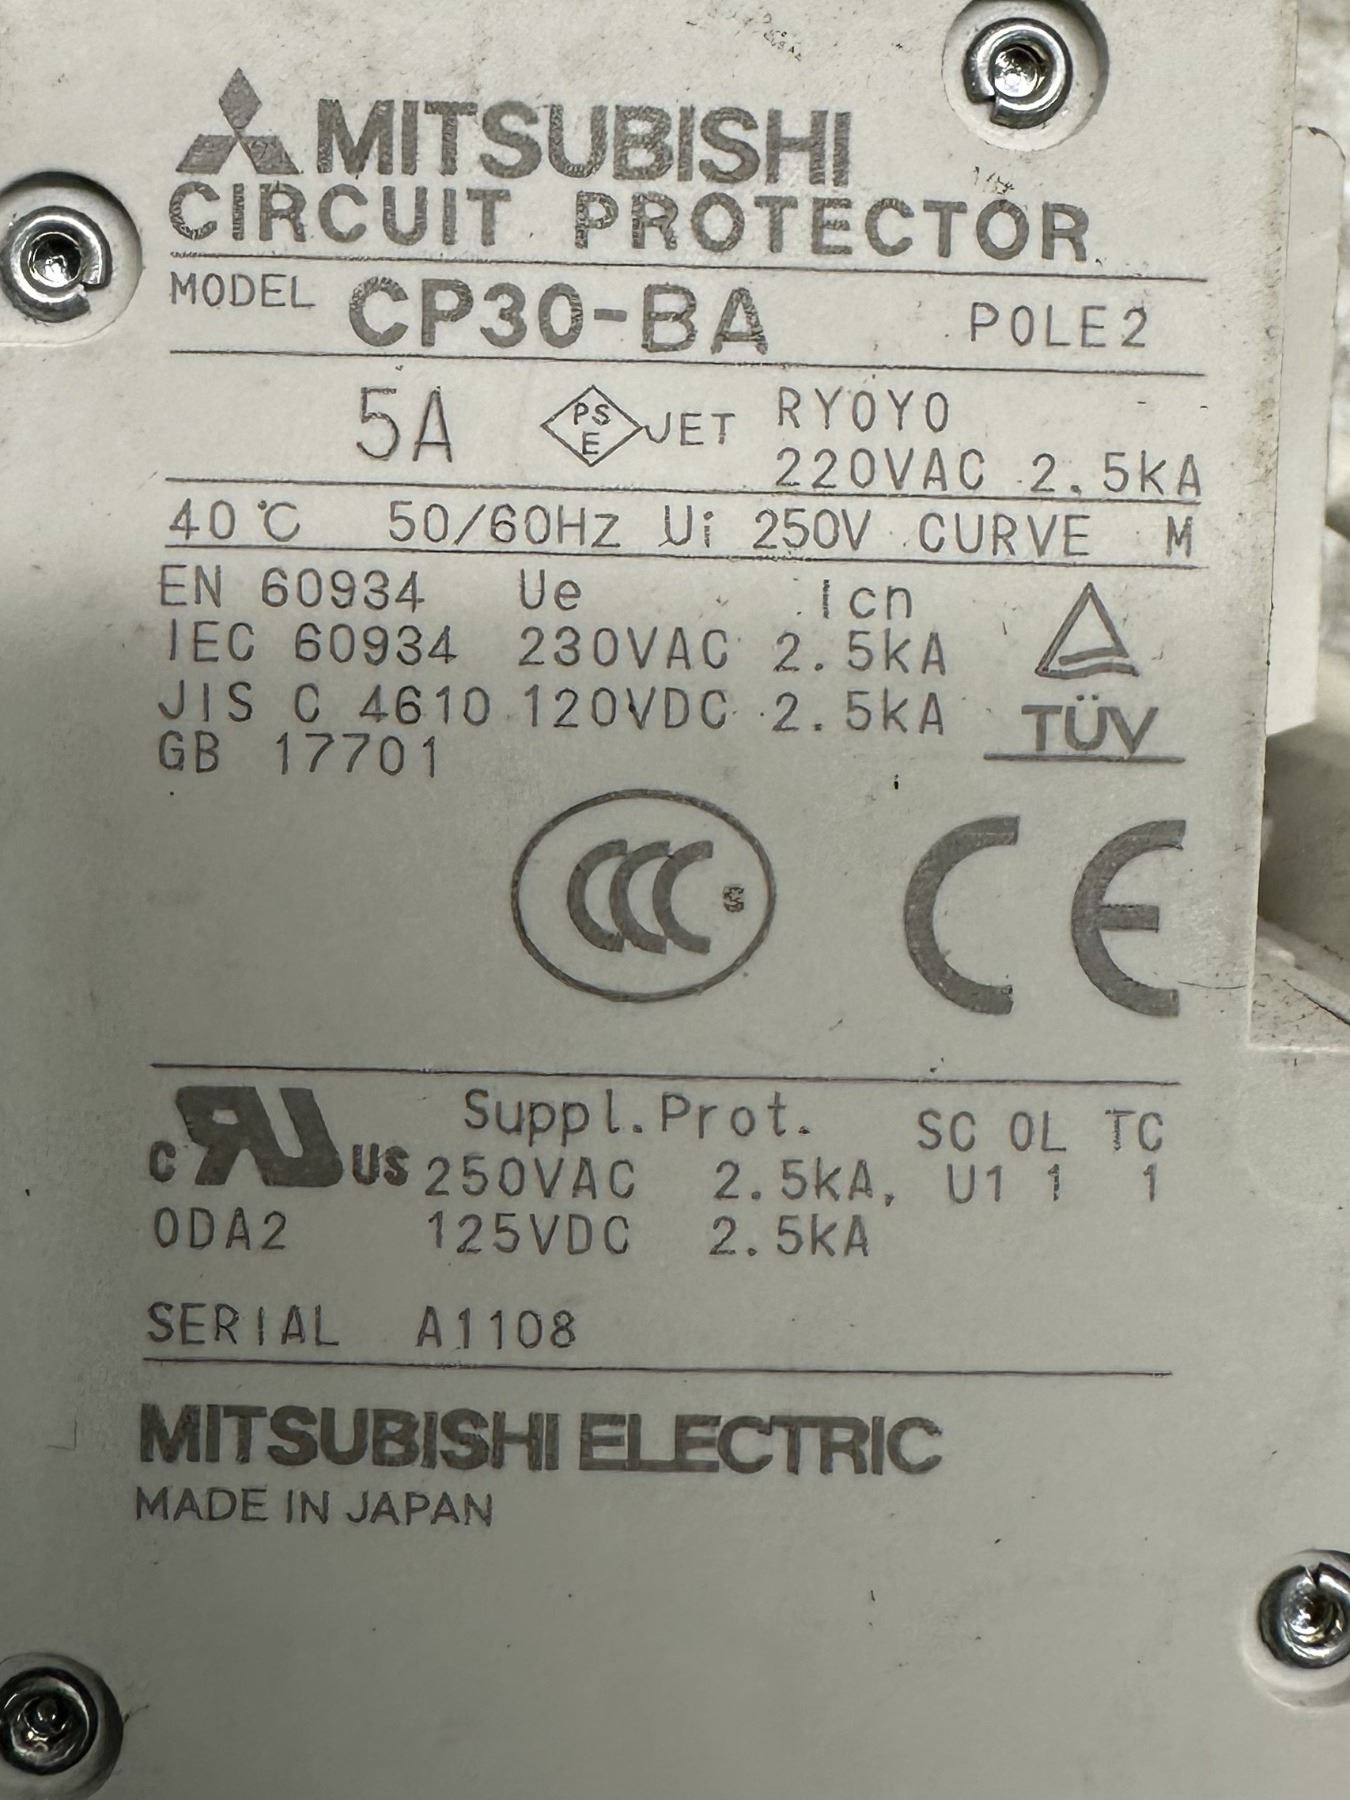 MITSUBISHI
CIRCUIT PROTECTOR
MODEL CP30-BA POLE2
5A PS E JET RYOYO
220VAC 2.5kA
40℃ 50/60Hz Ui 250V CURVE M
EN 60934 Ue Icn
IEC 60934 230VAC 2.5kA
JIS C 4610 120VDC 2.5kA
GB 17701
TÜV
CCC S CE
Suppl.Prot. SC OL TC
c RU US 250VAC 2.5kA, U1 1 1
ODA2 125VDC 2.5kA
SERIAL A1108
MITSUBISHI ELECTRIC
MADE IN JAPAN